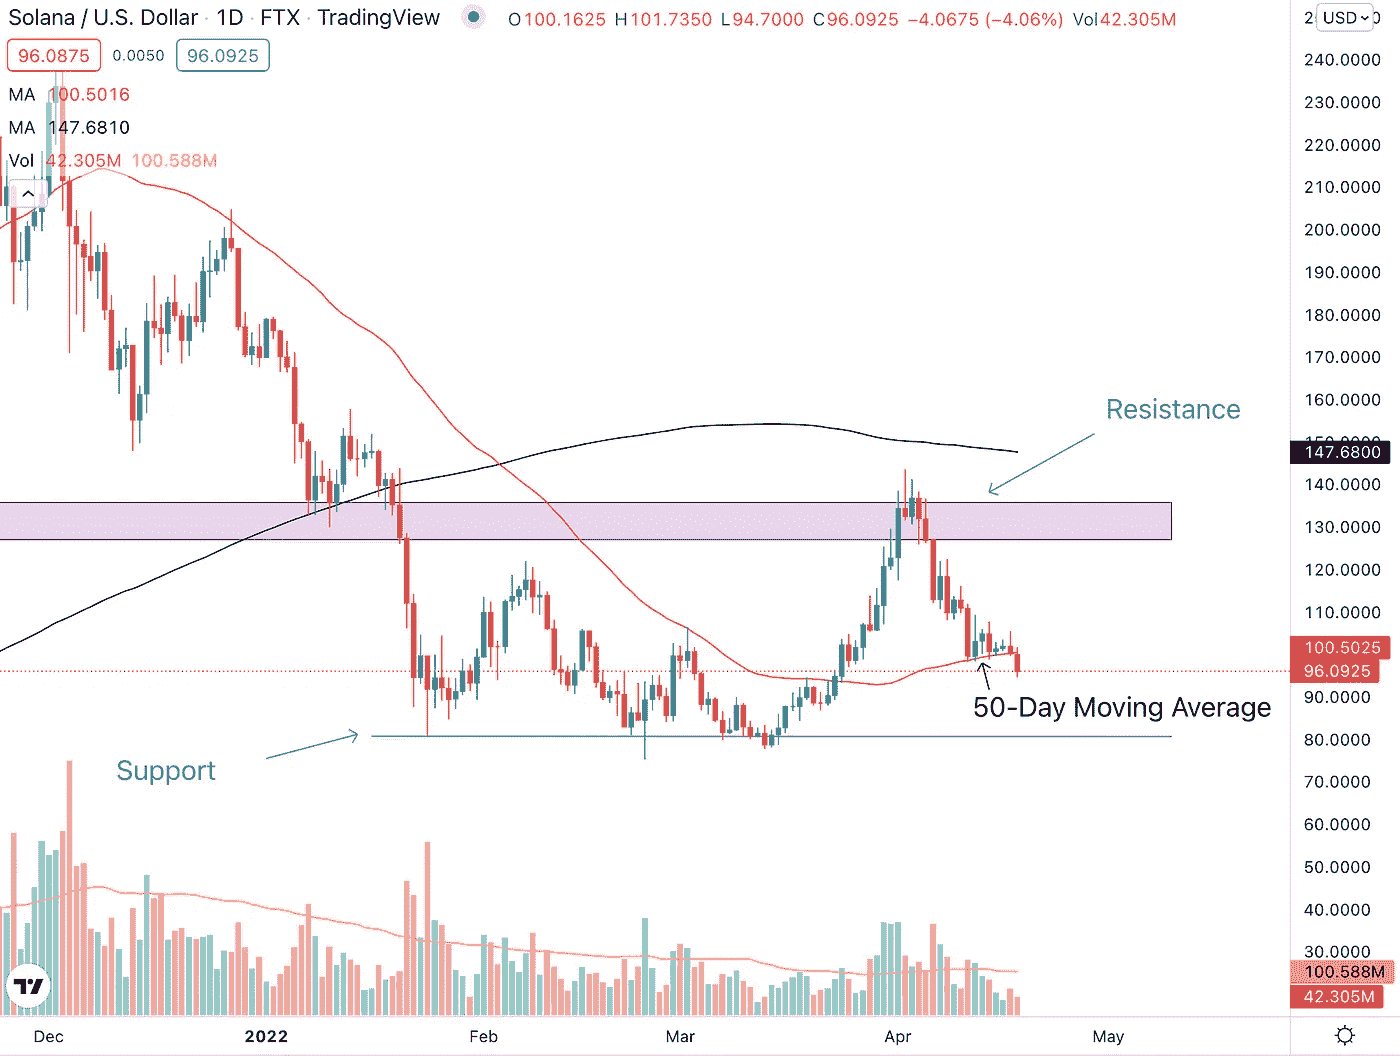 Solana / U.S. Dollar · 1D · FTX · TradingView O100.1625 H101.7350 L94.7000 C96.0925 −4.0675 (−4.06%) Vol42.305M
USD
96.0875 0.0050 96.0925
MA 100.5016
MA 147.6810
Vol 42.305M 100.588M
240.0000
230.0000
220.0000
210.0000
200.0000
190.0000
180.0000
170.0000
160.0000
150.0000
147.6800
140.0000
130.0000
120.0000
110.0000
100.5025
96.0925
90.0000
80.0000
70.0000
60.0000
50.0000
40.0000
30.0000
100.588M
42.305M
Resistance
50-Day Moving Average
Support
Dec 2022 Feb Mar Apr May